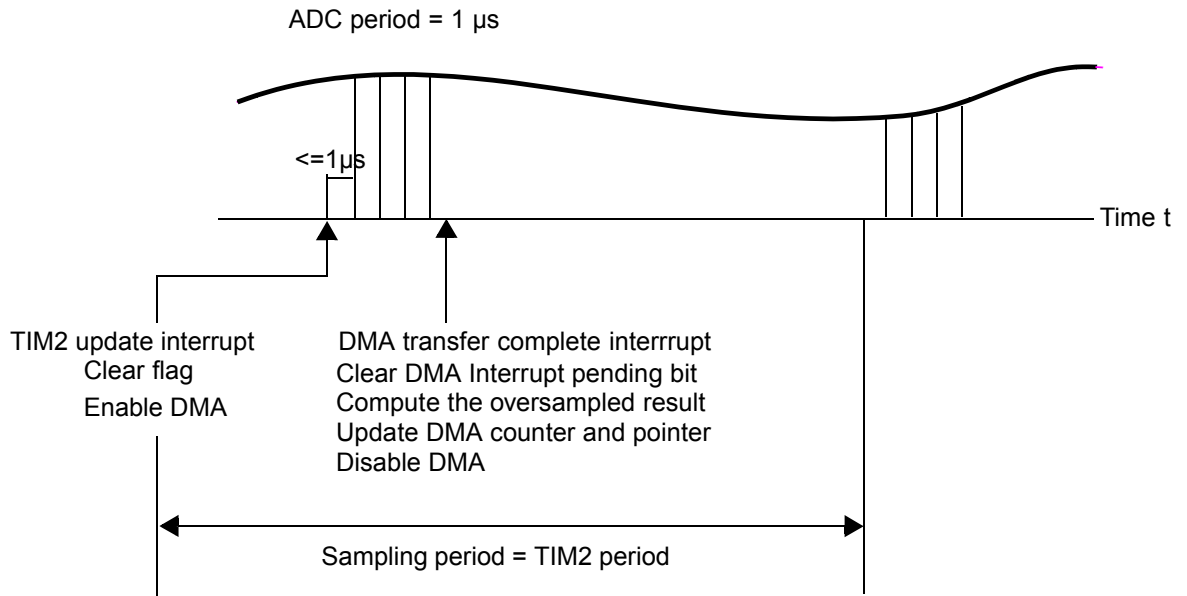 ADC period = 1 µs
<=1µs
Time t
TIM2 update interrupt
Clear flag
Enable DMA
DMA transfer complete interrrupt
Clear DMA Interrupt pending bit
Compute the oversampled result
Update DMA counter and pointer
Disable DMA
Sampling period = TIM2 period